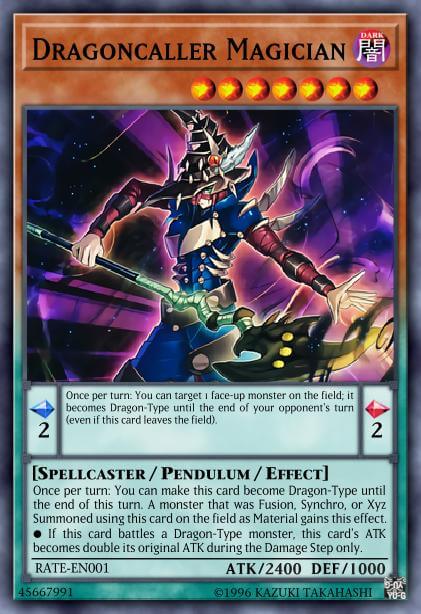 DRAGONCALLER MAGICIAN
DARK
闇
Once per turn: You can target 1 face-up monster on the field; it
becomes Dragon-Type until the end of your opponent's turn
(even if this card leaves the field).
2
2
[SPELLCASTER / PENDULUM / EFFECT]
Once per turn: You can make this card become Dragon-Type until
the end of this turn. A monster that was Fusion, Synchro, or Xyz
Summoned using this card on the field as Material gains this effect.
● If this card battles a Dragon-Type monster, this card's ATK
becomes double its original ATK during the Damage Step only.
RATE-EN001
ATK/2400 DEF/1000
45667991
©1996 KAZUKI TAKAHASHI